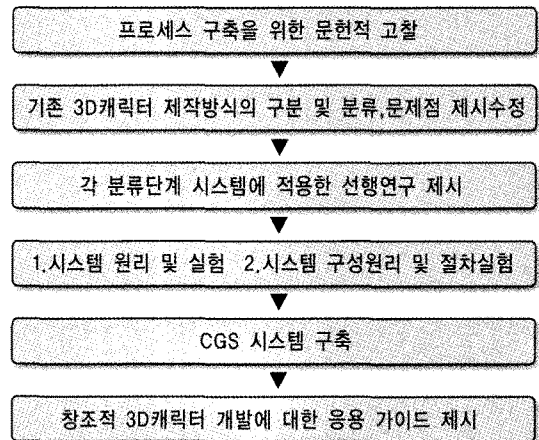 프로세스 구축을 위한 문헌적 고찰
▼
기존 3D캐릭터 제작방식의 구분 및 분류,문제점 제시수정
▼
각 분류단계 시스템에 적용한 선행연구 제시
▼
1.시스템 원리 및 실험 2.시스템 구성원리 및 절차실험
▼
CGS 시스템 구축
▼
창조적 3D캐릭터 개발에 대한 응용 가이드 제시